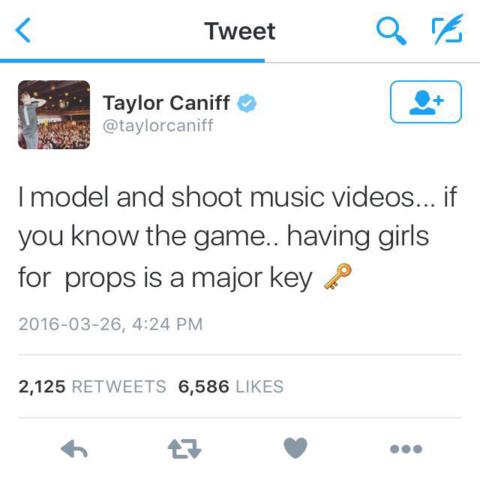 Tweet
Taylor Caniff
@taylorcaniff
I model and shoot music videos... if
you know the game.. having girls
for props is a major key 🔑
2016-03-26, 4:24 PM
2,125 RETWEETS 6,586 LIKES